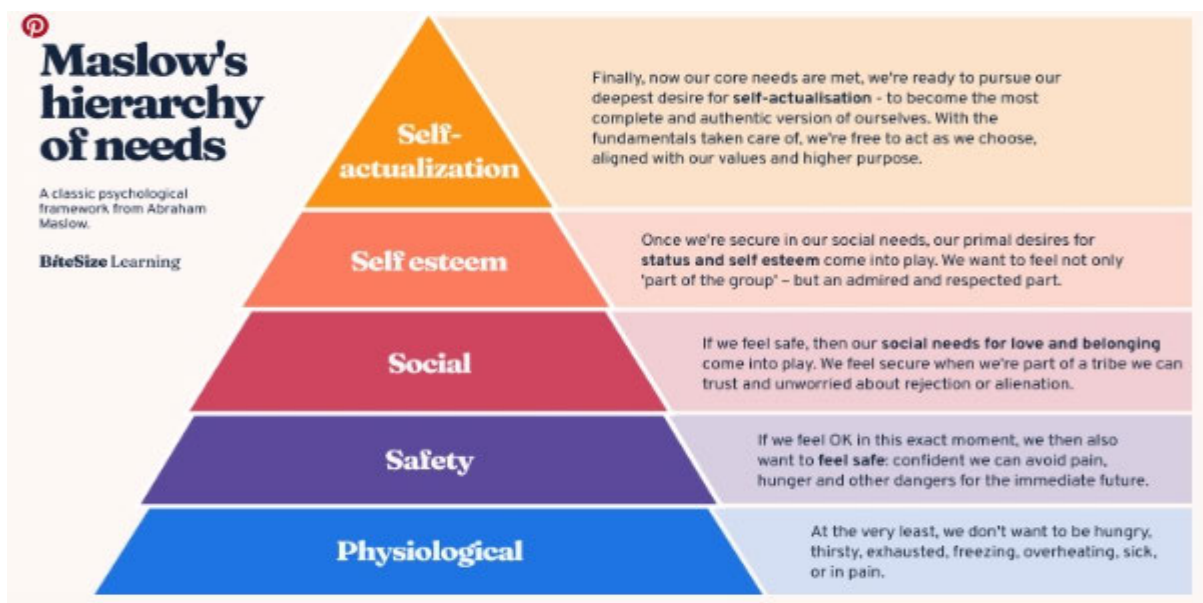 Maslow's
hierarchy
of needs
A classic psychological
framework from Abraham
Maslow.
BiteSize Learning
Self-
actualization
Finally, now our core needs are met, we're ready to pursue our
deepest desire for self-actualisation - to become the most
complete and authentic version of ourselves. With the
fundamentals taken care of, we're free to act as we choose,
aligned with our values and higher purpose.
Self esteem
Once we're secure in our social needs, our primal desires for
status and self esteem come into play. We want to feel not only
'part of the group' – but an admired and respected part.
Social
If we feel safe, then our social needs for love and belonging
come into play. We feel secure when we're part of a tribe we can
trust and unworried about rejection or alienation.
Safety
If we feel OK in this exact moment, we then also
want to feel safe: confident we can avoid pain,
hunger and other dangers for the immediate future.
Physiological
At the very least, we don't want to be hungry,
thirsty, exhausted, freezing, overheating, sick,
or in pain.